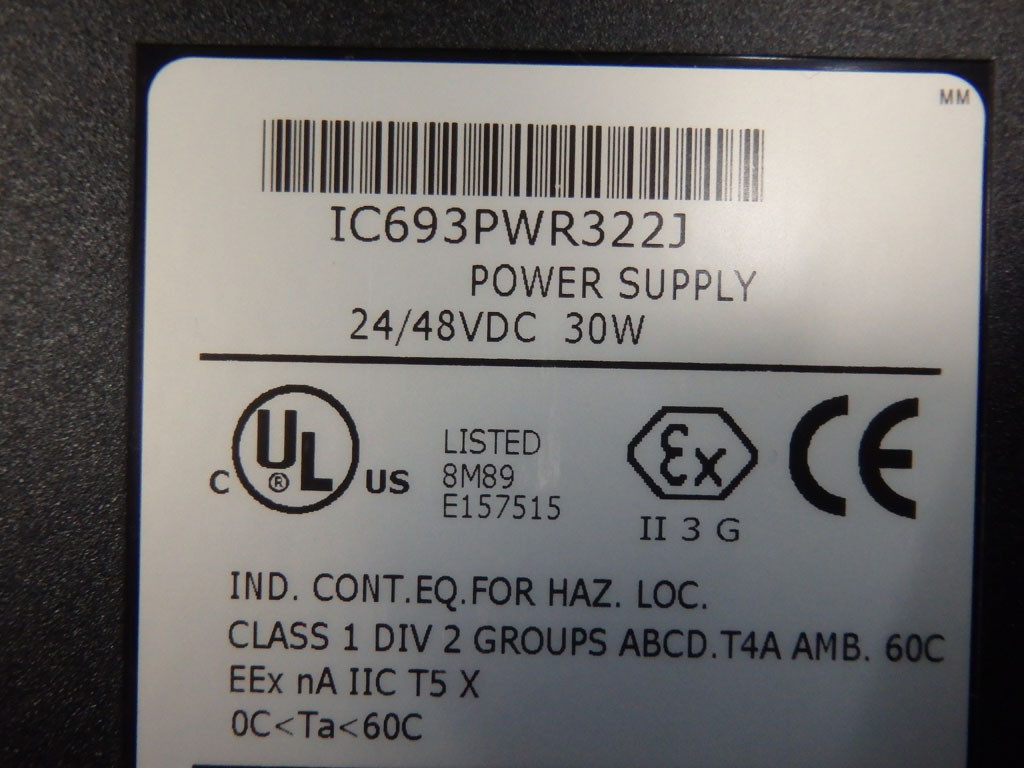 MM
IC693PWR322J
POWER SUPPLY
24/48VDC 30W
C UL ® US
LISTED
8M89
E157515
Ex
II 3 G
CE
IND. CONT.EQ.FOR HAZ. LOC.
CLASS 1 DIV 2 GROUPS ABCD.T4A AMB. 60C
EEx nA IIC T5 X
0C<Ta<60C